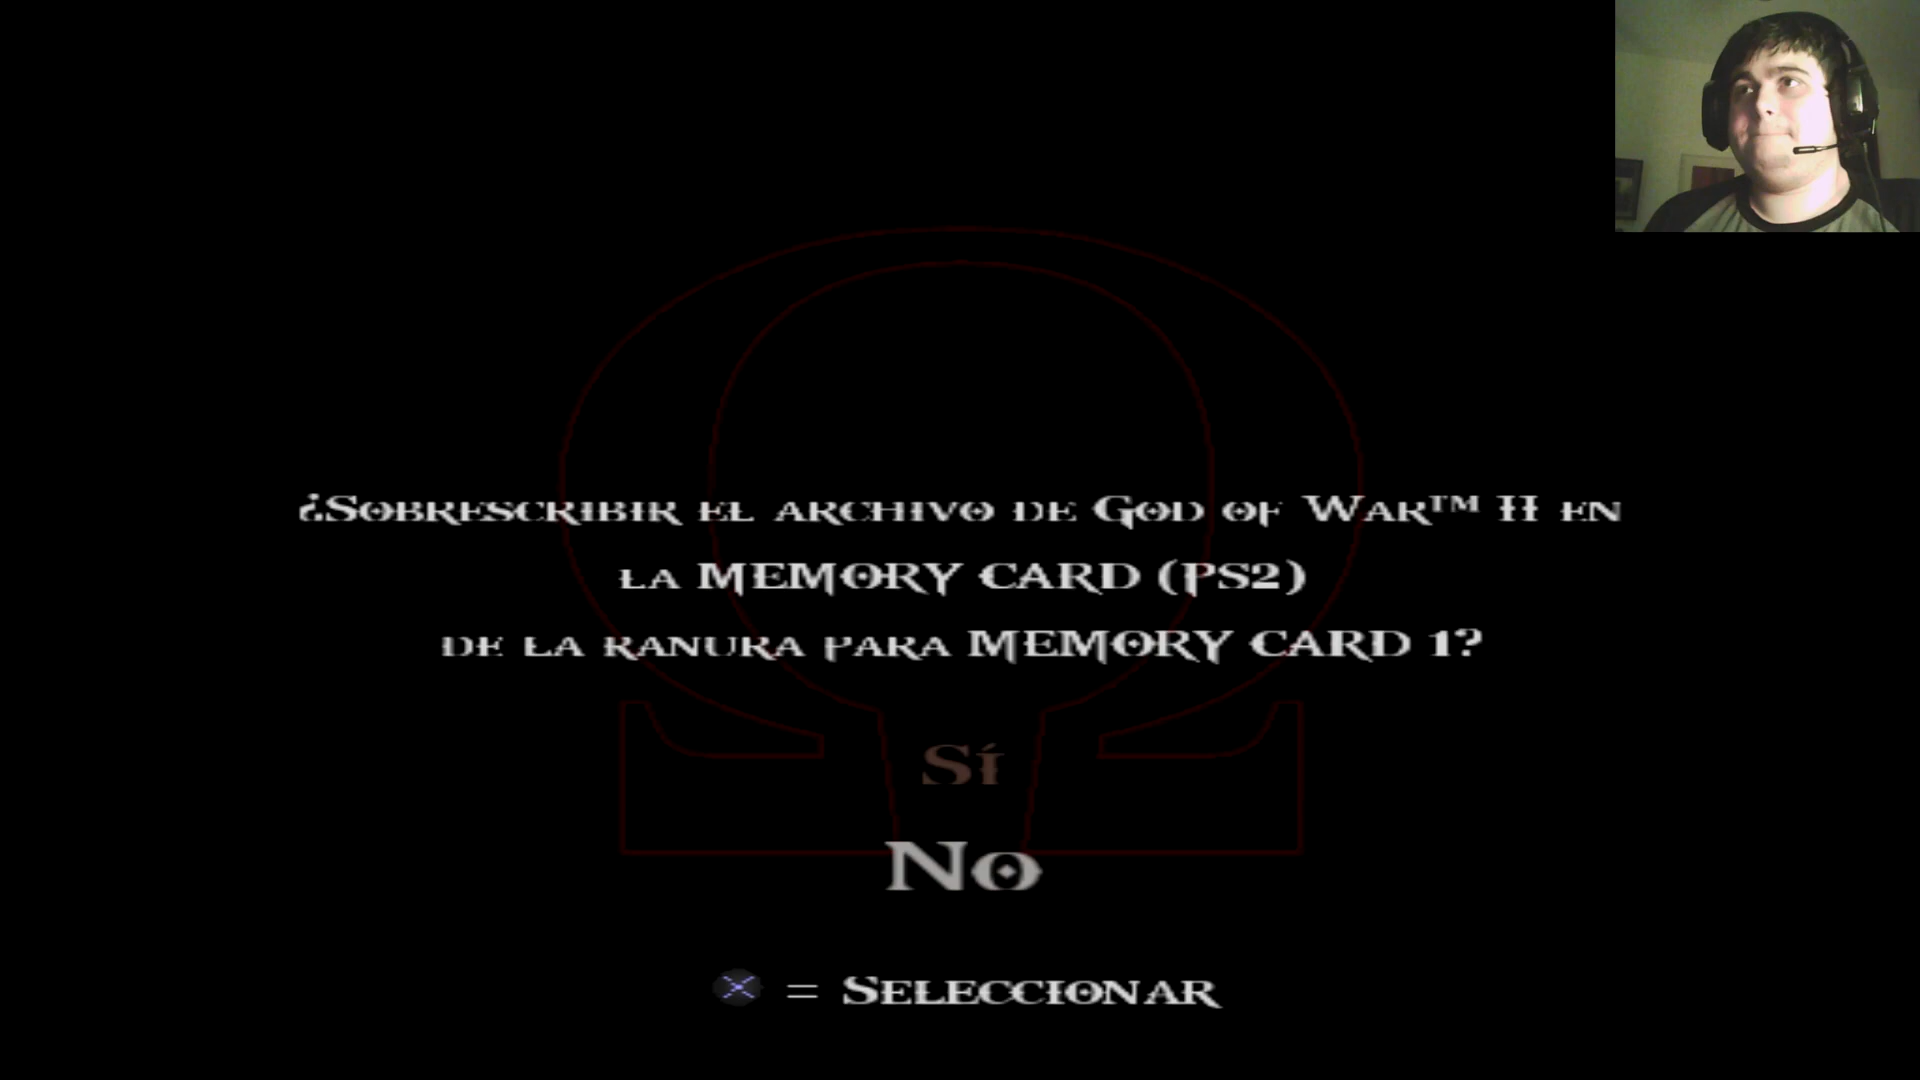 ¿Sobrescribir el archivo de God of War™ II en
la MEMORY CARD (PS2)
de la ranura para MEMORY CARD 1?
Sí
No
= Seleccionar